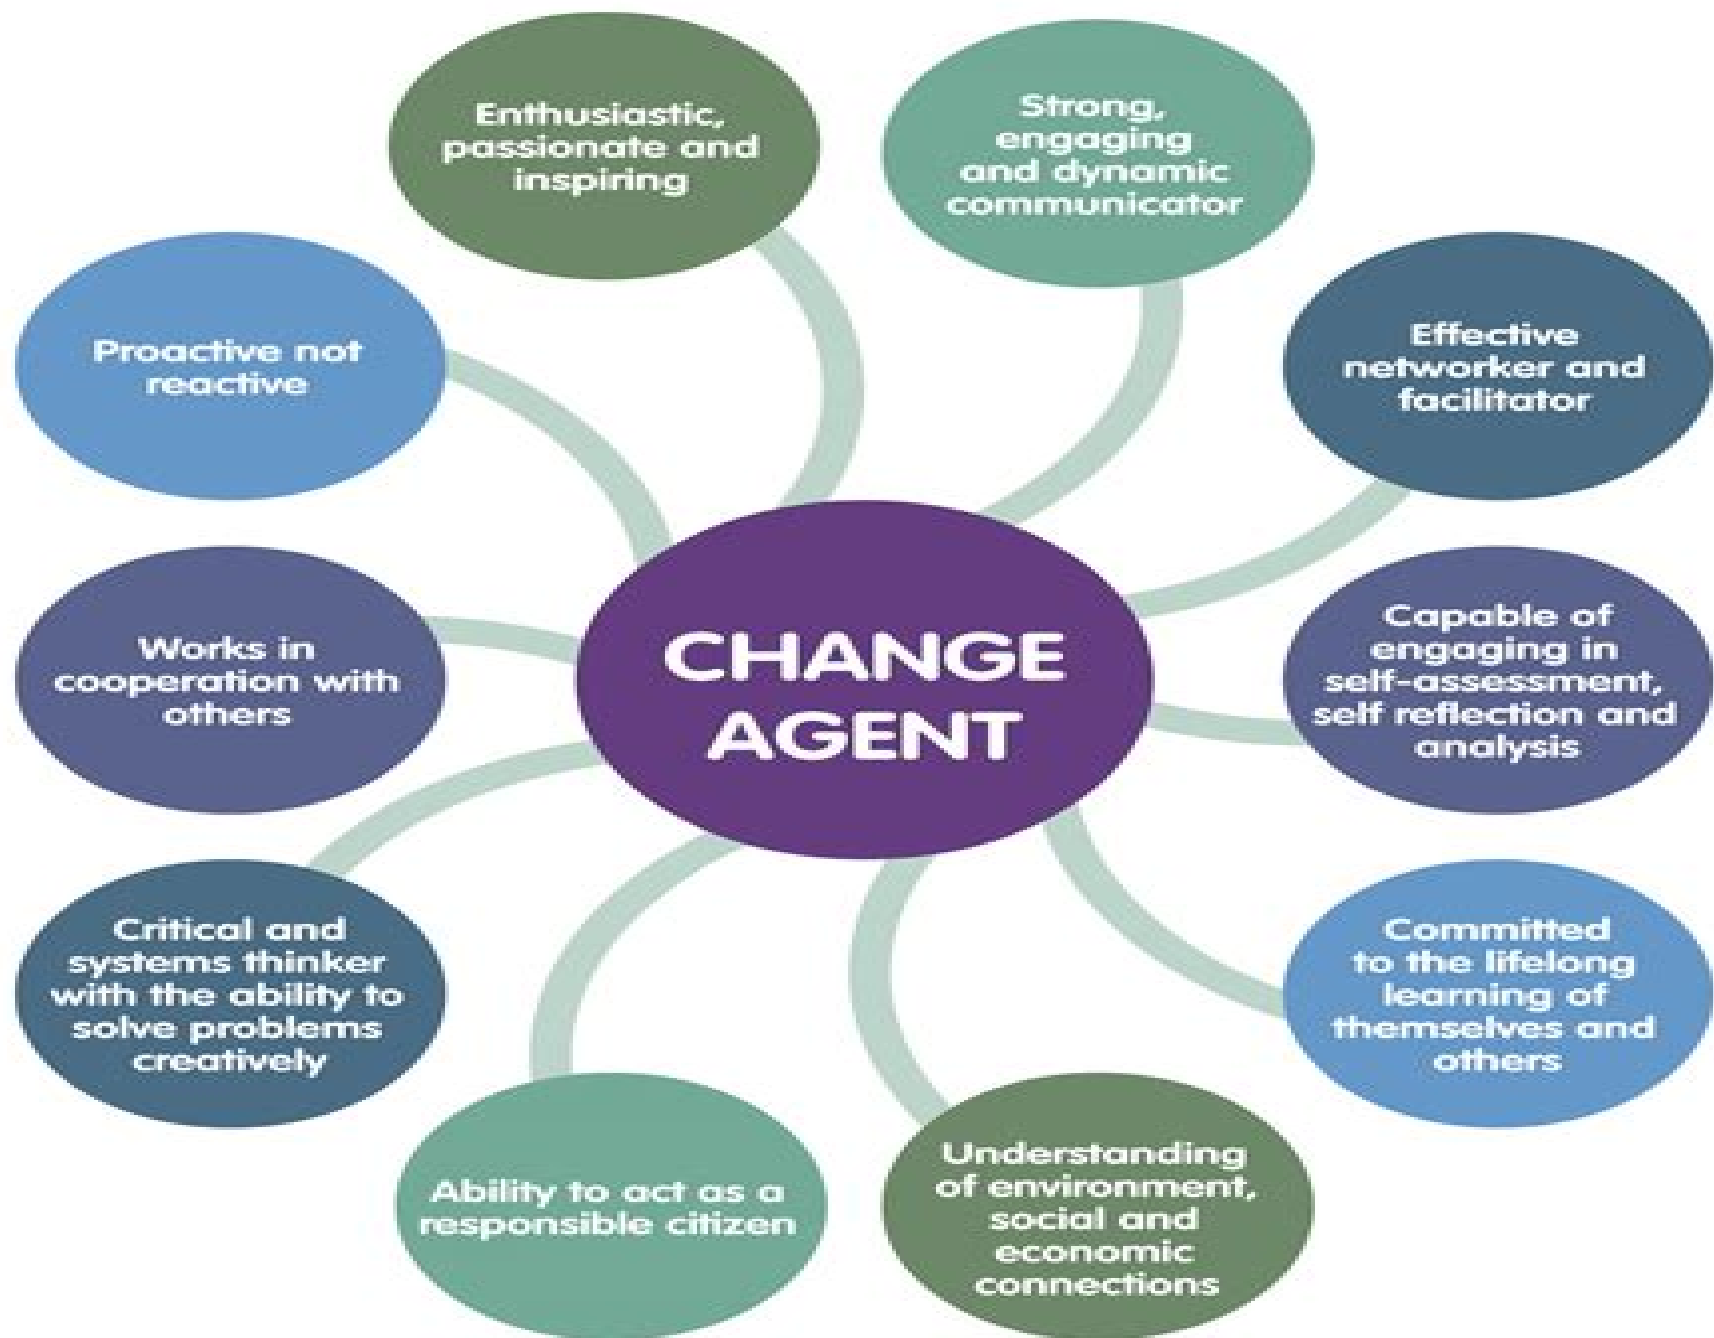 Enthusiastic,
passionate and
inspiring
Strong,
engaging
and dynamic
communicator
Effective
networker and
facilitator
Capable of
engaging in
self-assessment,
self reflection and
analysis
Committed
to the lifelong
learning of
themselves and
others
Understanding
of environment,
social and
economic
connections
Ability to act as a
responsible citizen
Critical and
systems thinker
with the ability to
solve problems
creatively
Works in
cooperation with
others
Proactive not
reactive
CHANGE
AGENT